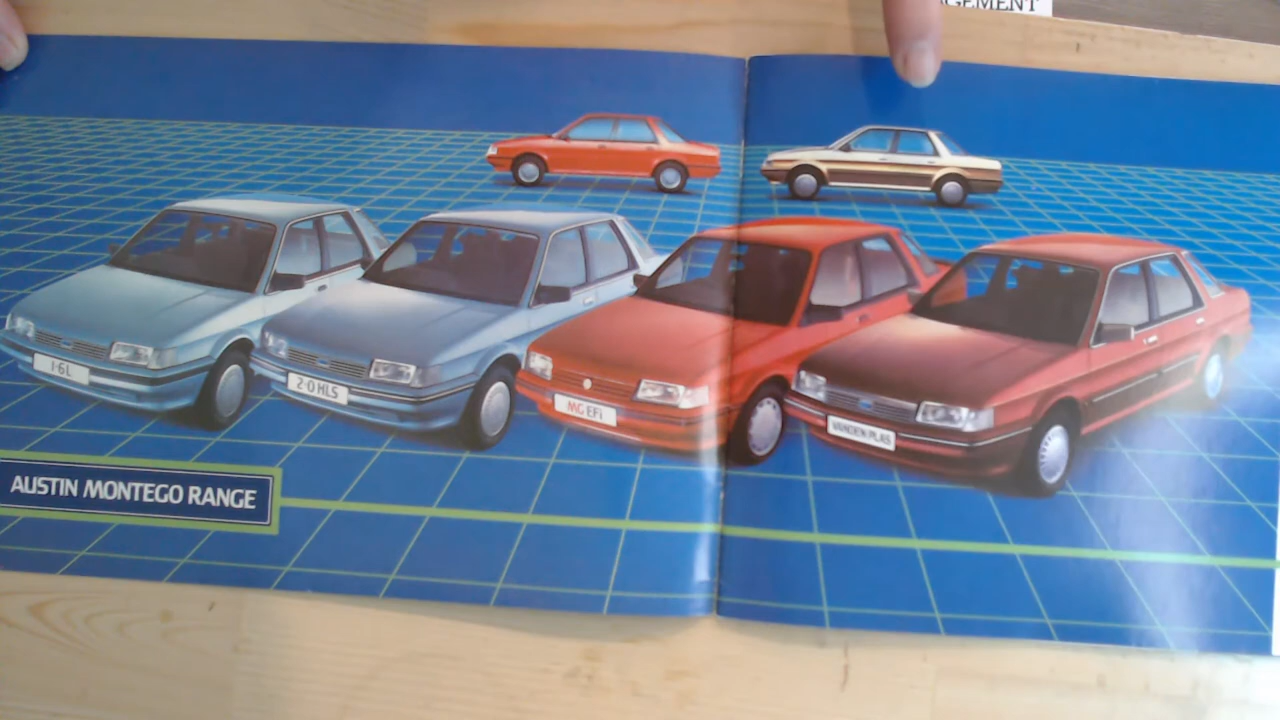 GEMENT
1·6L
2·0 HLS
MG EFi
VANDEN PLAS
AUSTIN MONTEGO RANGE